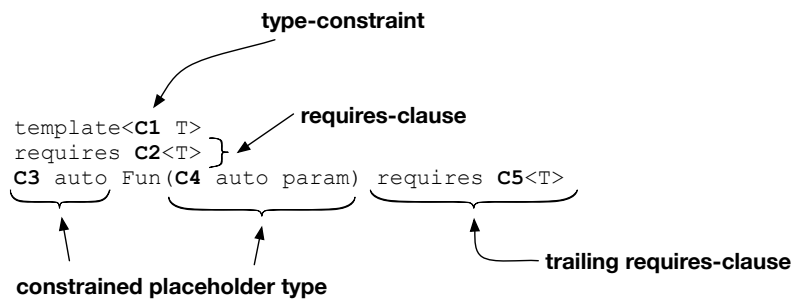 type-constraint
template<C1 T>
requires-clause
requires C2<T>
C3 auto Fun(C4 auto param) requires C5<T>
trailing requires-clause
constrained placeholder type